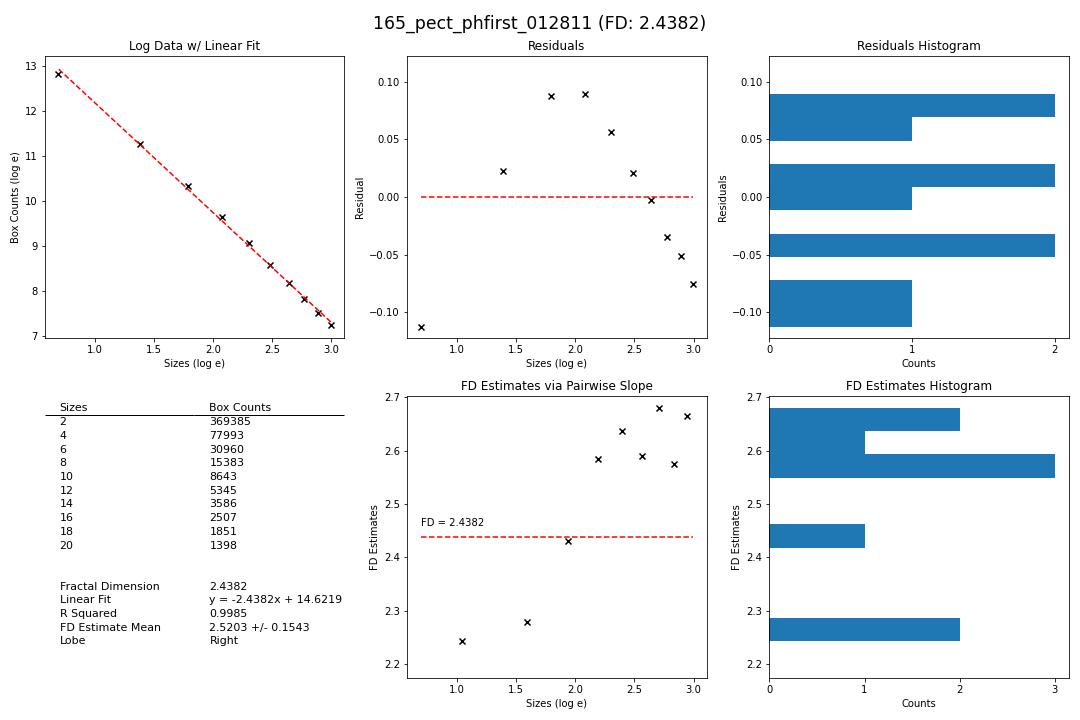 165_pect_phfirst_012811 (FD: 2.4382)
Log Data w/ Linear Fit
13
12
11
10
9
8
7
Box Counts (log e)
1.0 1.5 2.0 2.5 3.0
Sizes (log e)
Residuals
0.10
0.05
0.00
−0.05
−0.10
Residual
1.0 1.5 2.0 2.5 3.0
Sizes (log e)
Residuals Histogram
0.10
0.05
0.00
−0.05
−0.10
Residuals
0 1 2
Counts
Sizes Box Counts
2 369385
4 77993
6 30960
8 15383
10 8643
12 5345
14 3586
16 2507
18 1851
20 1398
Fractal Dimension 2.4382
Linear Fit y = -2.4382x + 14.6219
R Squared 0.9985
FD Estimate Mean 2.5203 +/- 0.1543
Lobe Right
FD Estimates via Pairwise Slope
2.7
2.6
2.5
2.4
2.3
2.2
FD Estimates
FD = 2.4382
1.0 1.5 2.0 2.5 3.0
Sizes (log e)
FD Estimates Histogram
2.7
2.6
2.5
2.4
2.3
2.2
FD Estimates
0 1 2 3
Counts